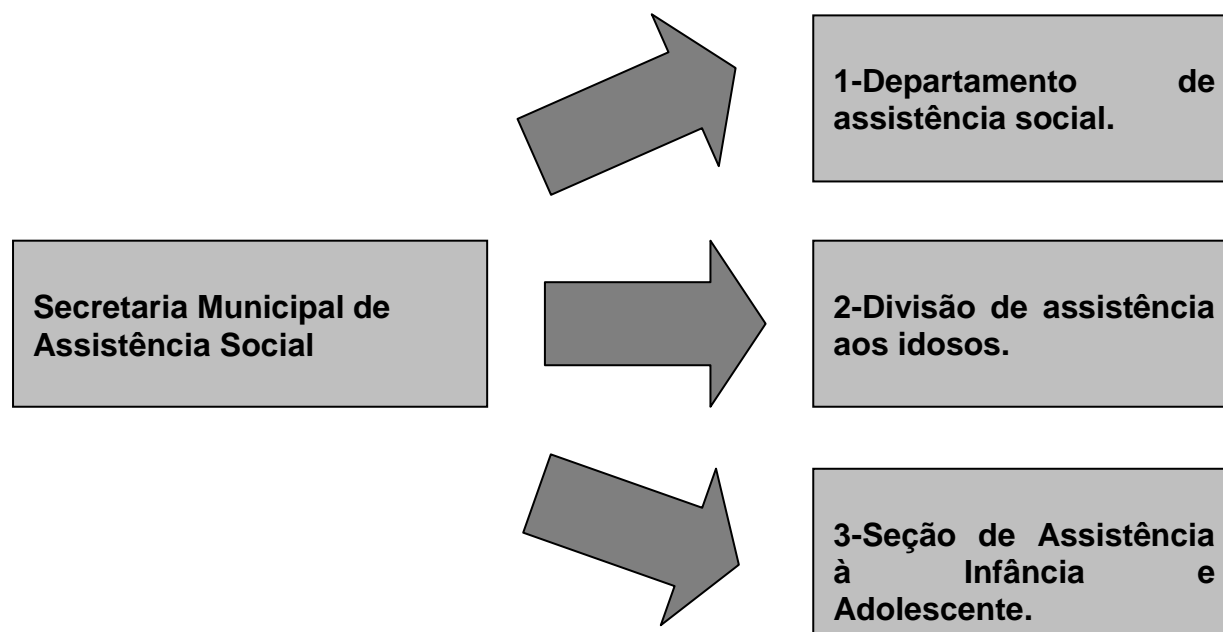 1-Departamento de
assistência social.
Secretaria Municipal de
Assistência Social
2-Divisão de assistência
aos idosos.
3-Seção de Assistência
à Infância e
Adolescente.